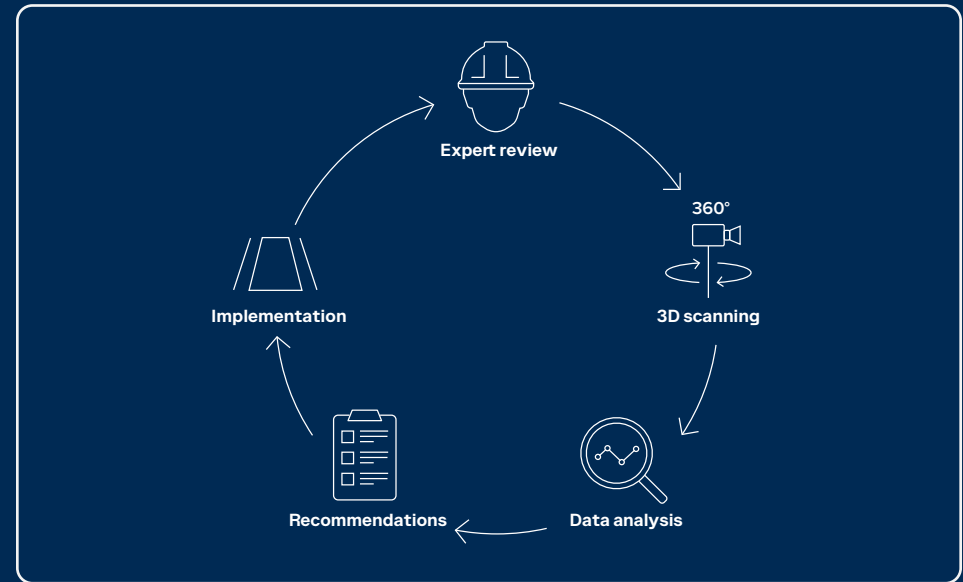 Expert review
360°
3D scanning
Data analysis
Recommendations
Implementation